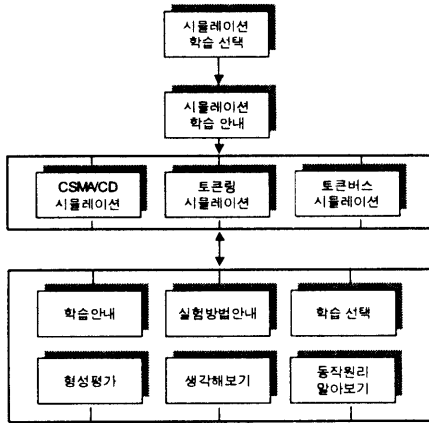 시뮬레이션
학습 선택
시뮬레이션
학습 안내
CSMA/CD
시뮬레이션
토큰링
시뮬레이션
토큰버스
시뮬레이션
학습안내
실험방법안내
학습 선택
형성평가
생각해보기
동작원리
알아보기